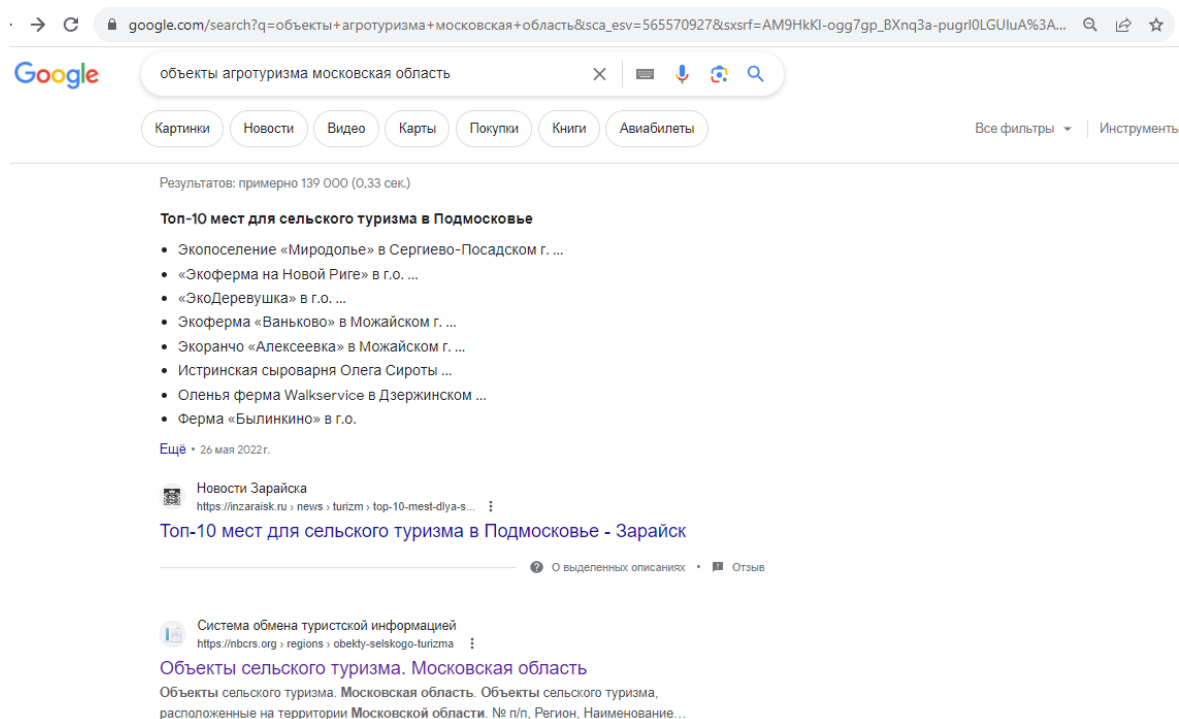 google.com/search?q=объекты+агротуризма+московская+область&sca_esv=565570927&sxsrf=AM9HkKl-ogg7gp_BXnq3a-pugrl0LGUIuA%3A...
Google
объекты агротуризма московская область
Картинки
Новости
Видео
Карты
Покупки
Книги
Авиабилеты
Все фильтры
Инструменты
Результатов: примерно 139 000 (0,33 сек.)
Топ-10 мест для сельского туризма в Подмосковье
• Экопоселение «Миродолье» в Сергиево-Посадском г. ...
• «Экоферма на Новой Риге» в г.о. ...
• «ЭкоДеревушка» в г.о. ...
• Экоферма «Ваньково» в Можайском г. ...
• Экоранчо «Алексеевка» в Можайском г. ...
• Истринская сыроварня Олега Сироты ...
• Оленья ферма Walkservice в Дзержинском ...
• Ферма «Былинкино» в г.о.
Ещё • 26 мая 2022 г.
Новости Зарайска
https://inzaraisk.ru › news › turizm › top-10-mest-dlya-s...
Топ-10 мест для сельского туризма в Подмосковье - Зарайск
О выделенных описаниях • Отзыв
Система обмена туристской информацией
https://nbcrs.org › regions › obekty-selskogo-turizma
Объекты сельского туризма. Московская область
Объекты сельского туризма. Московская область. Объекты сельского туризма,
расположенные на территории Московской области. № п/п, Регион, Наименование...